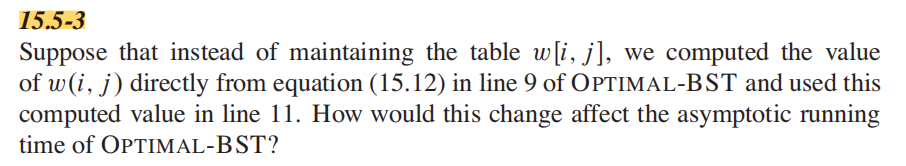 15.5-3
Suppose that instead of maintaining the table w[i, j], we computed the value
of w(i, j) directly from equation (15.12) in line 9 of OPTIMAL-BST and used this
computed value in line 11. How would this change affect the asymptotic running
time of OPTIMAL-BST?